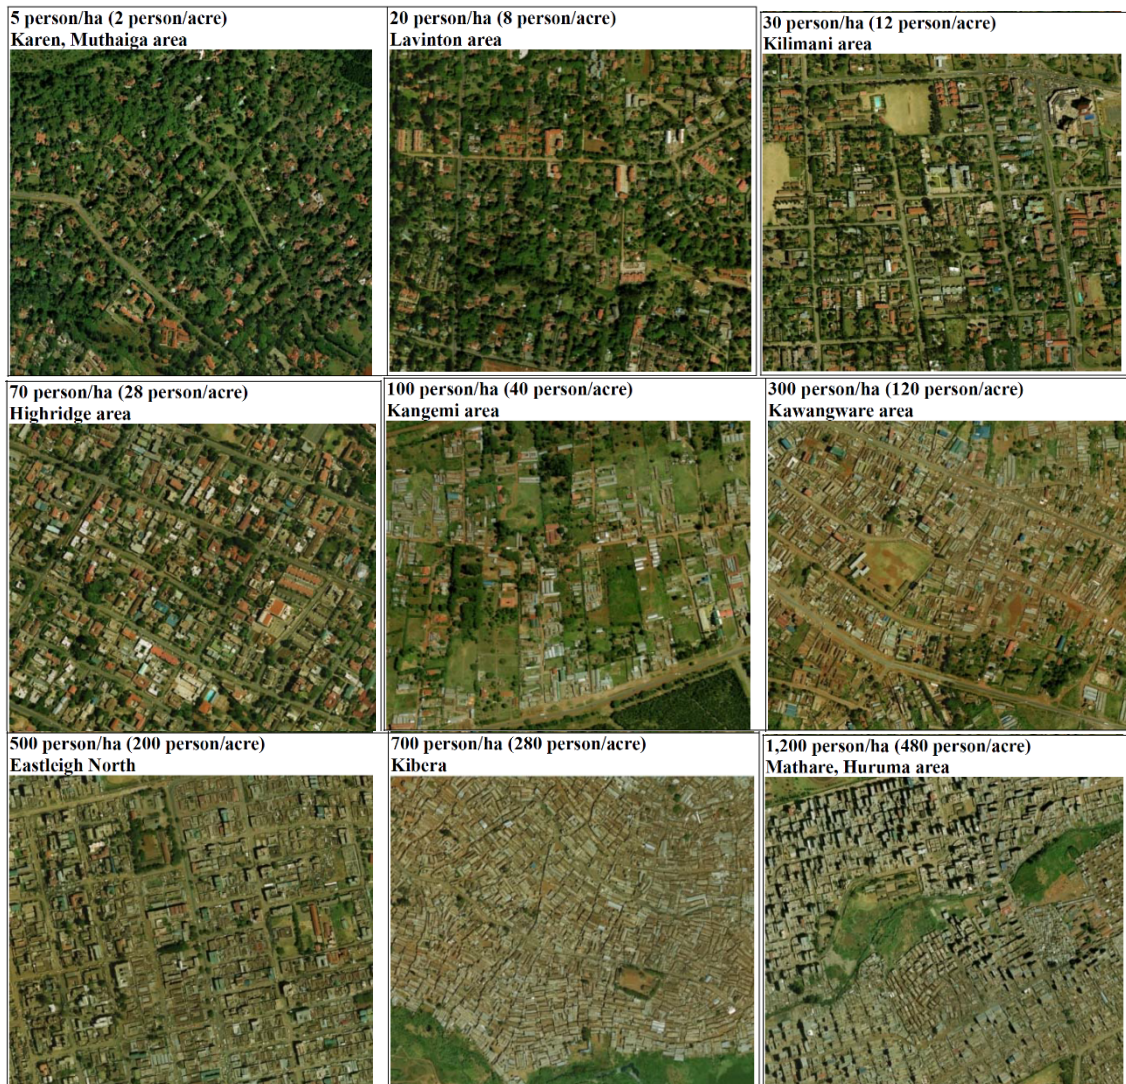 5 person/ha (2 person/acre)
Karen, Muthaiga area
20 person/ha (8 person/acre)
Lavinton area
30 person/ha (12 person/acre)
Kilimani area
70 person/ha (28 person/acre)
Highridge area
100 person/ha (40 person/acre)
Kangemi area
300 person/ha (120 person/acre)
Kawangware area
500 person/ha (200 person/acre)
Eastleigh North
700 person/ha (280 person/acre)
Kibera
1,200 person/ha (480 person/acre)
Mathare, Huruma area